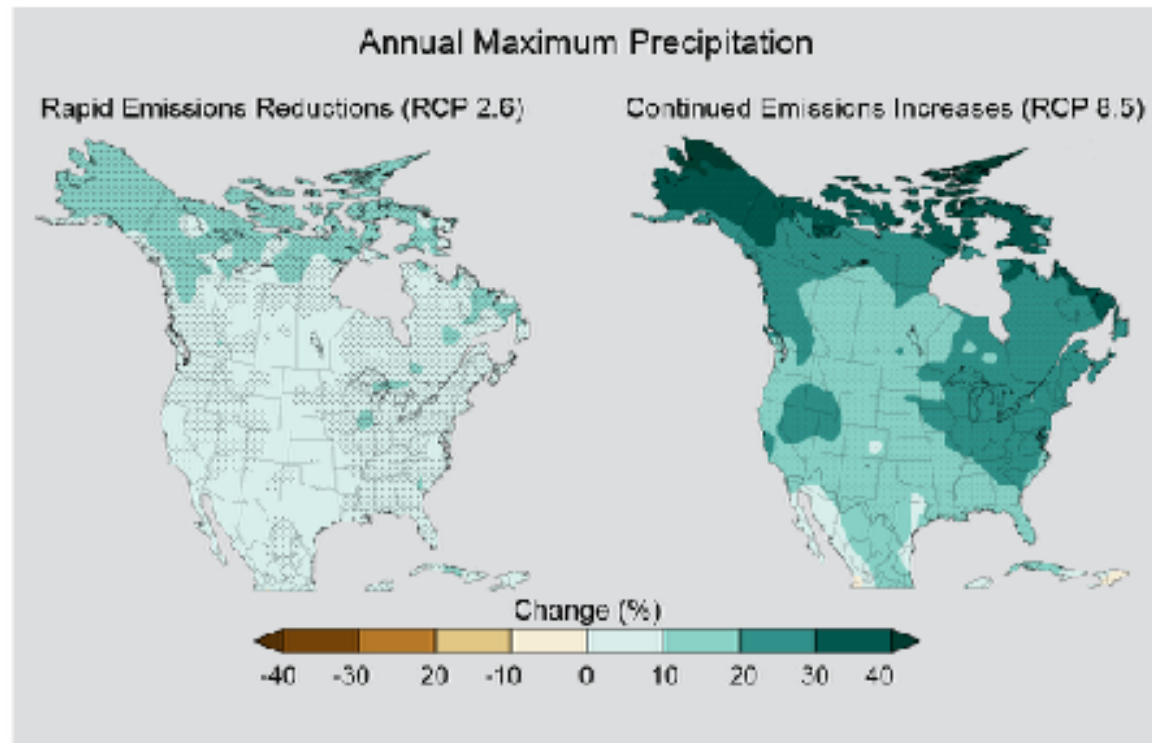 Annual Maximum Precipitation
Rapid Emissions Reductions (RCP 2.6)
Continued Emissions Increases (RCP 8.5)
Change (%)
-40 -30 20 -10 0 10 20 30 40